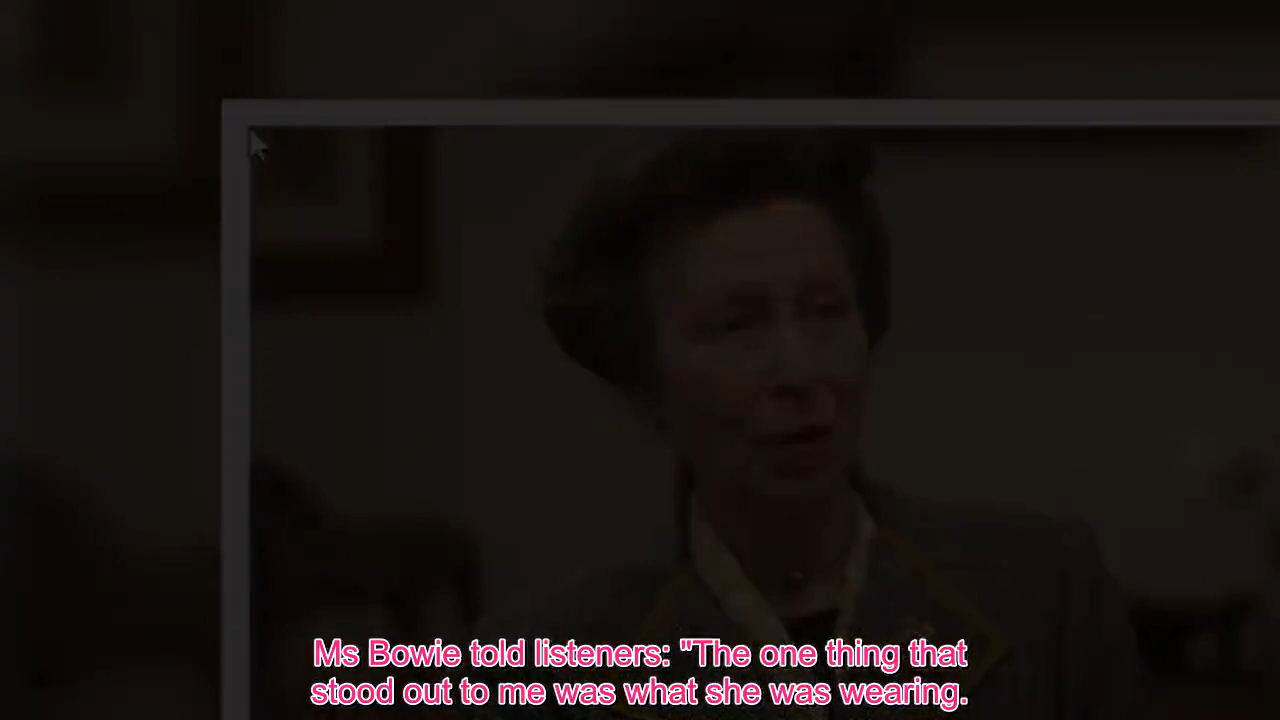 Ms Bowie told listeners: "The one thing that
stood out to me was what she was wearing.